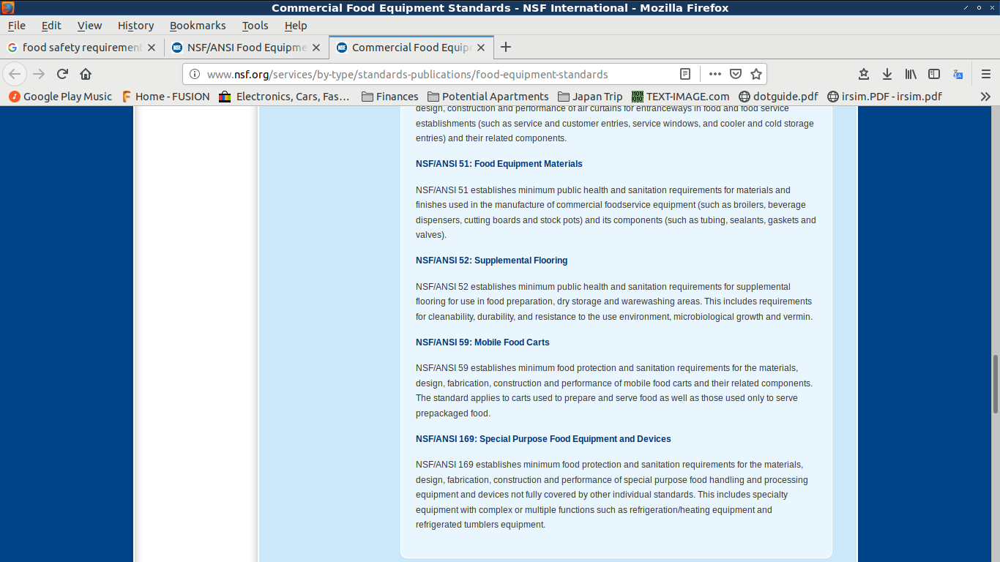 Commercial Food Equipment Standards - NSF International - Mozilla Firefox
File Edit View History Bookmarks Tools Help
food safety requirement
NSF/ANSI Food Equipme
Commercial Food Equip
www.nsf.org/services/by-type/standards-publications/food-equipment-standards
Google Play Music
Home - FUSION
Electronics, Cars, Fas…
Finances
Potential Apartments
Japan Trip
TEXT-IMAGE.com
dotguide.pdf
irsim.PDF - irsim.pdf
design, construction and performance of air curtains for entranceways in food and food service
establishments (such as service and customer entries, service windows, and cooler and cold storage
entries) and their related components.
NSF/ANSI 51: Food Equipment Materials
NSF/ANSI 51 establishes minimum public health and sanitation requirements for materials and
finishes used in the manufacture of commercial foodservice equipment (such as broilers, beverage
dispensers, cutting boards and stock pots) and its components (such as tubing, sealants, gaskets and
valves).
NSF/ANSI 52: Supplemental Flooring
NSF/ANSI 52 establishes minimum public health and sanitation requirements for supplemental
flooring for use in food preparation, dry storage and warewashing areas. This includes requirements
for cleanability, durability, and resistance to the use environment, microbiological growth and vermin.
NSF/ANSI 59: Mobile Food Carts
NSF/ANSI 59 establishes minimum food protection and sanitation requirements for the materials,
design, fabrication, construction and performance of mobile food carts and their related components.
The standard applies to carts used to prepare and serve food as well as those used only to serve
prepackaged food.
NSF/ANSI 169: Special Purpose Food Equipment and Devices
NSF/ANSI 169 establishes minimum food protection and sanitation requirements for the materials,
design, fabrication, construction and performance of special purpose food handling and processing
equipment and devices not fully covered by other individual standards. This includes specialty
equipment with complex or multiple functions such as refrigeration/heating equipment and
refrigerated tumblers equipment.